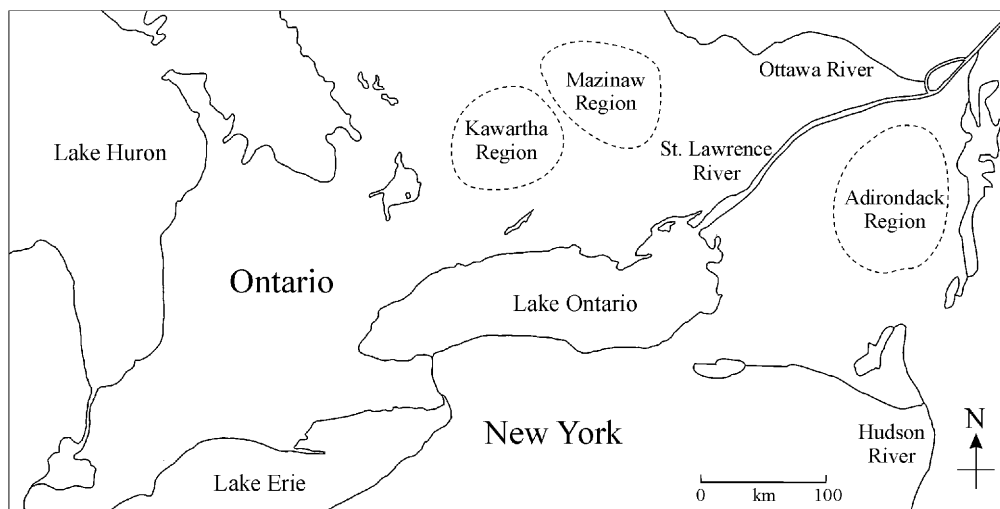 Mazinaw
Region
Ottawa River
Kawartha
Region
Lake Huron
St. Lawrence
River
Adirondack
Region
Ontario
Lake Ontario
New York
Hudson
River
N
Lake Erie
0 km 100